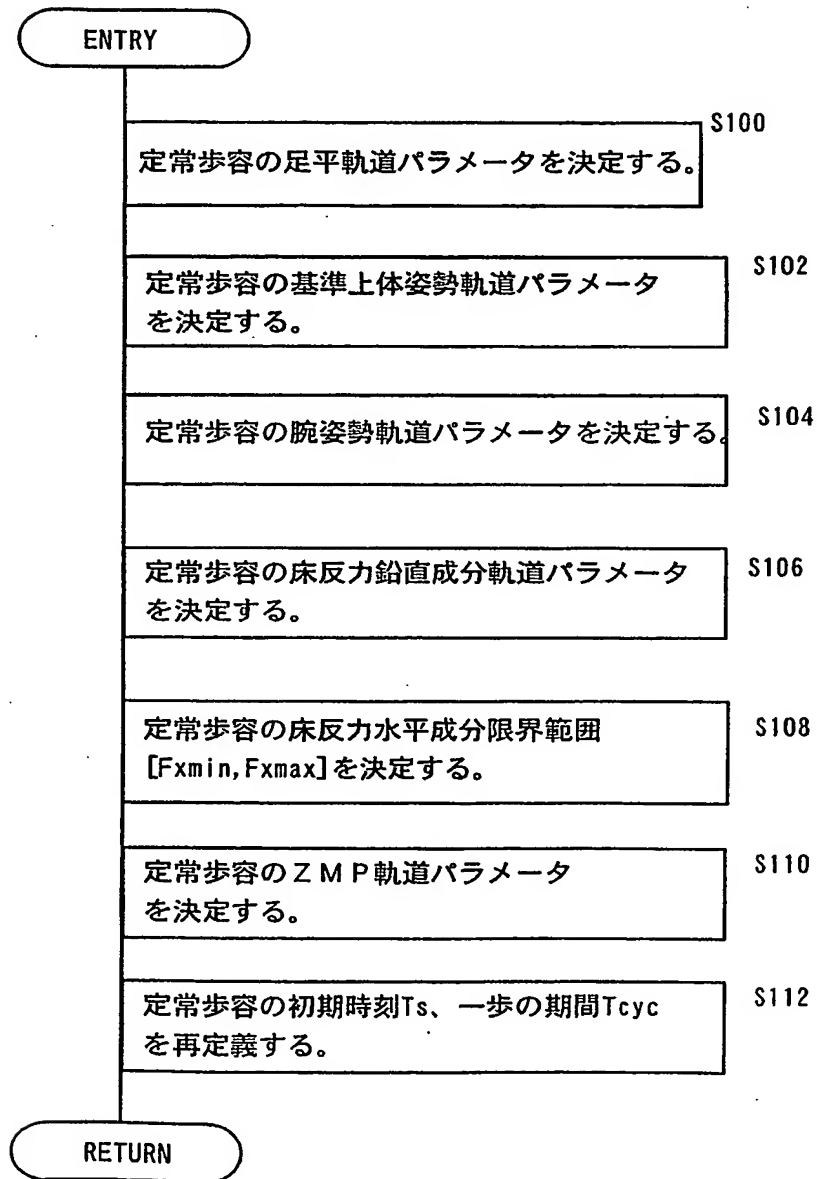 ENTRY
S100
定常歩容の足平軌道パラメータを決定する。
S102
定常歩容の基準上体姿勢軌道パラメータ
を決定する。
S104
定常歩容の腕姿勢軌道パラメータを決定する。
S106
定常歩容の床反力鉛直成分軌道パラメータ
を決定する。
S108
定常歩容の床反力水平成分限界範囲
[Fxmin,Fxmax]を決定する。
S110
定常歩容のZMP軌道パラメータ
を決定する。
S112
定常歩容の初期時刻Ts、一歩の期間Tcyc
を再定義する。
RETURN